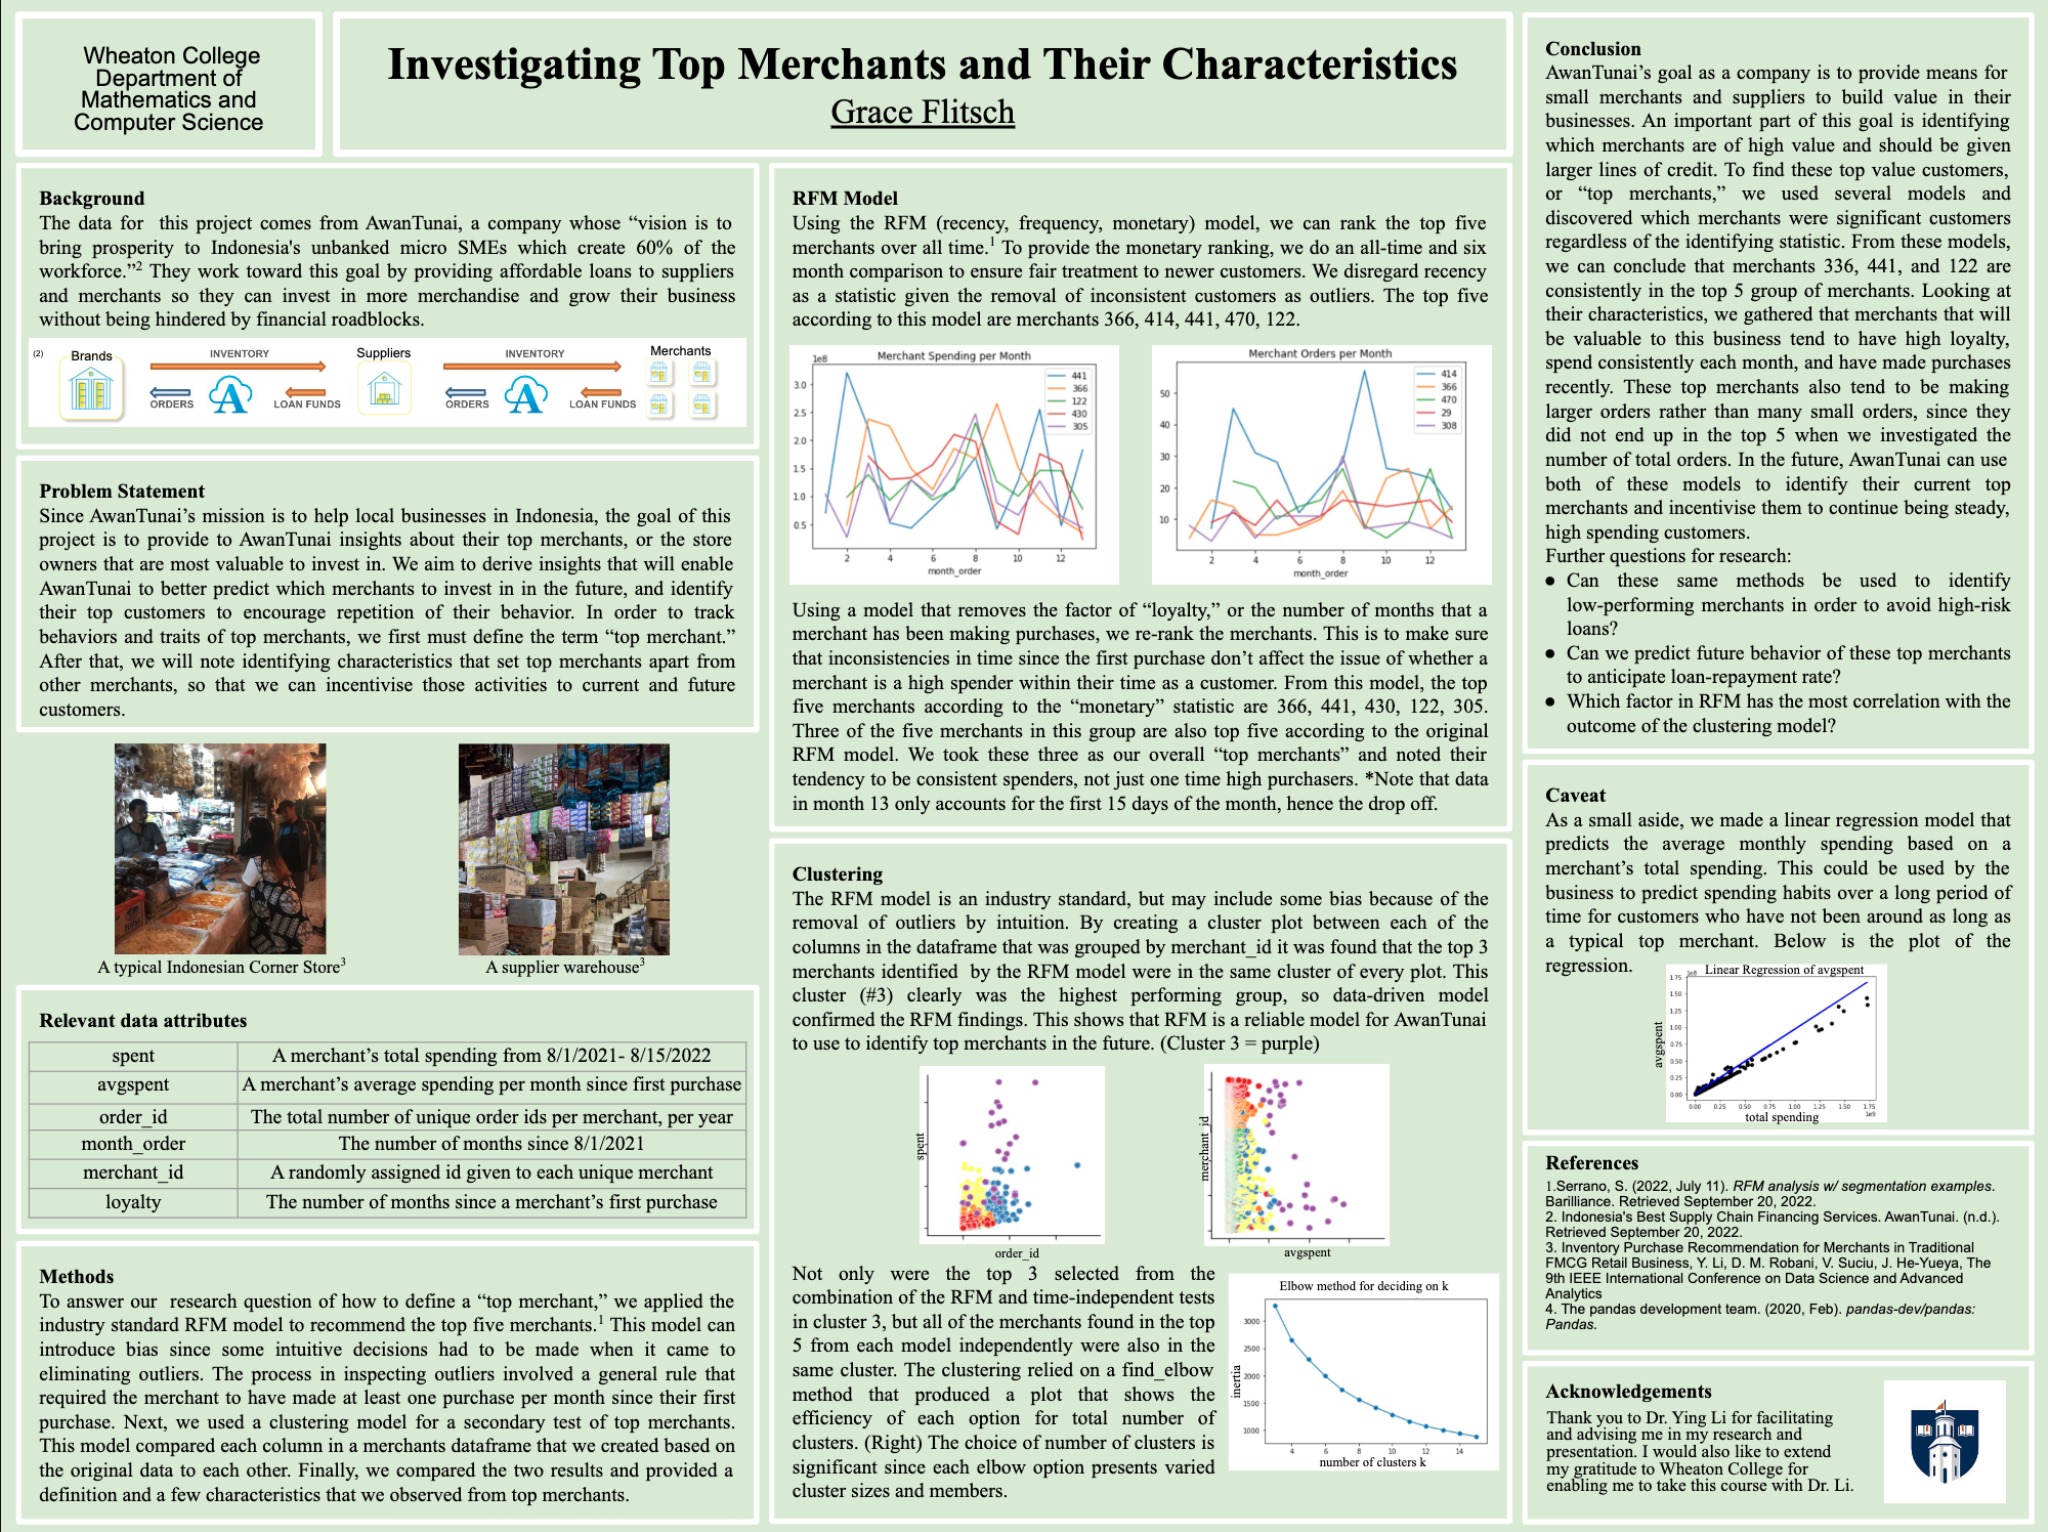 Wheaton College
Department of
Mathematics and
Computer Science
Investigating Top Merchants and Their Characteristics
Grace Flitsch
Background
The data for  this project comes from AwanTunai, a company whose “vision is to
bring prosperity to Indonesia's unbanked micro SMEs which create 60% of the
workforce.”2 They work toward this goal by providing affordable loans to suppliers
and merchants so they can invest in more merchandise and grow their business
without being hindered by financial roadblocks.
(2)
Brands
INVENTORY
Suppliers
INVENTORY
Merchants
ORDERS
A
LOAN FUNDS
ORDERS
A
LOAN FUNDS
Problem Statement
Since AwanTunai’s mission is to help local businesses in Indonesia, the goal of this
project is to provide to AwanTunai insights about their top merchants, or the store
owners that are most valuable to invest in. We aim to derive insights that will enable
AwanTunai to better predict which merchants to invest in in the future, and identify
their top customers to encourage repetition of their behavior. In order to track
behaviors and traits of top merchants, we first must define the term “top merchant.”
After that, we will note identifying characteristics that set top merchants apart from
other merchants, so that we can incentivise those activities to current and future
customers.
A typical Indonesian Corner Store3
A supplier warehouse3
Relevant data attributes
spent A merchant’s total spending from 8/1/2021- 8/15/2022
avgspent A merchant’s average spending per month since first purchase
order_id The total number of unique order ids per merchant, per year
month_order The number of months since 8/1/2021
merchant_id A randomly assigned id given to each unique merchant
loyalty The number of months since a merchant’s first purchase
Methods
To answer our  research question of how to define a “top merchant,” we applied the
industry standard RFM model to recommend the top five merchants.1 This model can
introduce bias since some intuitive decisions had to be made when it came to
eliminating outliers. The process in inspecting outliers involved a general rule that
required the merchant to have made at least one purchase per month since their first
purchase. Next, we used a clustering model for a secondary test of top merchants.
This model compared each column in a merchants dataframe that we created based on
the original data to each other. Finally, we compared the two results and provided a
definition and a few characteristics that we observed from top merchants.
RFM Model
Using the RFM (recency, frequency, monetary) model, we can rank the top five
merchants over all time.1 To provide the monetary ranking, we do an all-time and six
month comparison to ensure fair treatment to newer customers. We disregard recency
as a statistic given the removal of inconsistent customers as outliers. The top five
according to this model are merchants 366, 414, 441, 470, 122.
Merchant Spending per Month
1e8
3.0
2.5
2.0
1.5
1.0
0.5
2 4 6 8 10 12
month_order
441
366
122
430
305
Merchant Orders per Month
50
40
30
20
10
2 4 6 8 10 12
month_order
414
366
470
29
308
Using a model that removes the factor of “loyalty,” or the number of months that a
merchant has been making purchases, we re-rank the merchants. This is to make sure
that inconsistencies in time since the first purchase don’t affect the issue of whether a
merchant is a high spender within their time as a customer. From this model, the top
five merchants according to the “monetary” statistic are 366, 441, 430, 122, 305.
Three of the five merchants in this group are also top five according to the original
RFM model. We took these three as our overall “top merchants” and noted their
tendency to be consistent spenders, not just one time high purchasers. *Note that data
in month 13 only accounts for the first 15 days of the month, hence the drop off.
Clustering
The RFM model is an industry standard, but may include some bias because of the
removal of outliers by intuition. By creating a cluster plot between each of the
columns in the dataframe that was grouped by merchant_id it was found that the top 3
merchants identified  by the RFM model were in the same cluster of every plot. This
cluster (#3) clearly was the highest performing group, so data-driven model
confirmed the RFM findings. This shows that RFM is a reliable model for AwanTunai
to use to identify top merchants in the future. (Cluster 3 = purple)
spent
order_id
merchant_id
avgspent
Not only were the top 3 selected from the
combination of the RFM and time-independent tests
in cluster 3, but all of the merchants found in the top
5 from each model independently were also in the
same cluster. The clustering relied on a find_elbow
method that produced a plot that shows the
efficiency of each option for total number of
clusters. (Right) The choice of number of clusters is
significant since each elbow option presents varied
cluster sizes and members.
Elbow method for deciding on k
inertia
3000
2500
2000
1500
1000
4 6 8 10 12 14
number of clusters k
Conclusion
AwanTunai’s goal as a company is to provide means for
small merchants and suppliers to build value in their
businesses. An important part of this goal is identifying
which merchants are of high value and should be given
larger lines of credit. To find these top value customers,
or “top merchants,” we used several models and
discovered which merchants were significant customers
regardless of the identifying statistic. From these models,
we can conclude that merchants 336, 441, and 122 are
consistently in the top 5 group of merchants. Looking at
their characteristics, we gathered that merchants that will
be valuable to this business tend to have high loyalty,
spend consistently each month, and have made purchases
recently. These top merchants also tend to be making
larger orders rather than many small orders, since they
did not end up in the top 5 when we investigated the
number of total orders. In the future, AwanTunai can use
both of these models to identify their current top
merchants and incentivise them to continue being steady,
high spending customers.
Further questions for research:
● Can these same methods be used to identify
low-performing merchants in order to avoid high-risk
loans?
● Can we predict future behavior of these top merchants
to anticipate loan-repayment rate?
● Which factor in RFM has the most correlation with the
outcome of the clustering model?
Caveat
As a small aside, we made a linear regression model that
predicts the average monthly spending based on a
merchant’s total spending. This could be used by the
business to predict spending habits over a long period of
time for customers who have not been around as long as
a typical top merchant. Below is the plot of the
regression.
Linear Regression of avgspent
1e8
avgspent
1.75
1.50
1.25
1.00
0.75
0.50
0.25
0.00
0.00 0.25 0.50 0.75 1.00 1.25 1.50 1.75
1e9
total spending
References
1.Serrano, S. (2022, July 11). RFM analysis w/ segmentation examples.
Barilliance. Retrieved September 20, 2022.
2. Indonesia's Best Supply Chain Financing Services. AwanTunai. (n.d.).
Retrieved September 20, 2022.
3. Inventory Purchase Recommendation for Merchants in Traditional
FMCG Retail Business, Y. Li, D. M. Robani, V. Suciu, J. He-Yueya, The
9th IEEE International Conference on Data Science and Advanced
Analytics
4. The pandas development team. (2020, Feb). pandas-dev/pandas:
Pandas.
Acknowledgements
Thank you to Dr. Ying Li for facilitating
and advising me in my research and
presentation. I would also like to extend
my gratitude to Wheaton College for
enabling me to take this course with Dr. Li.